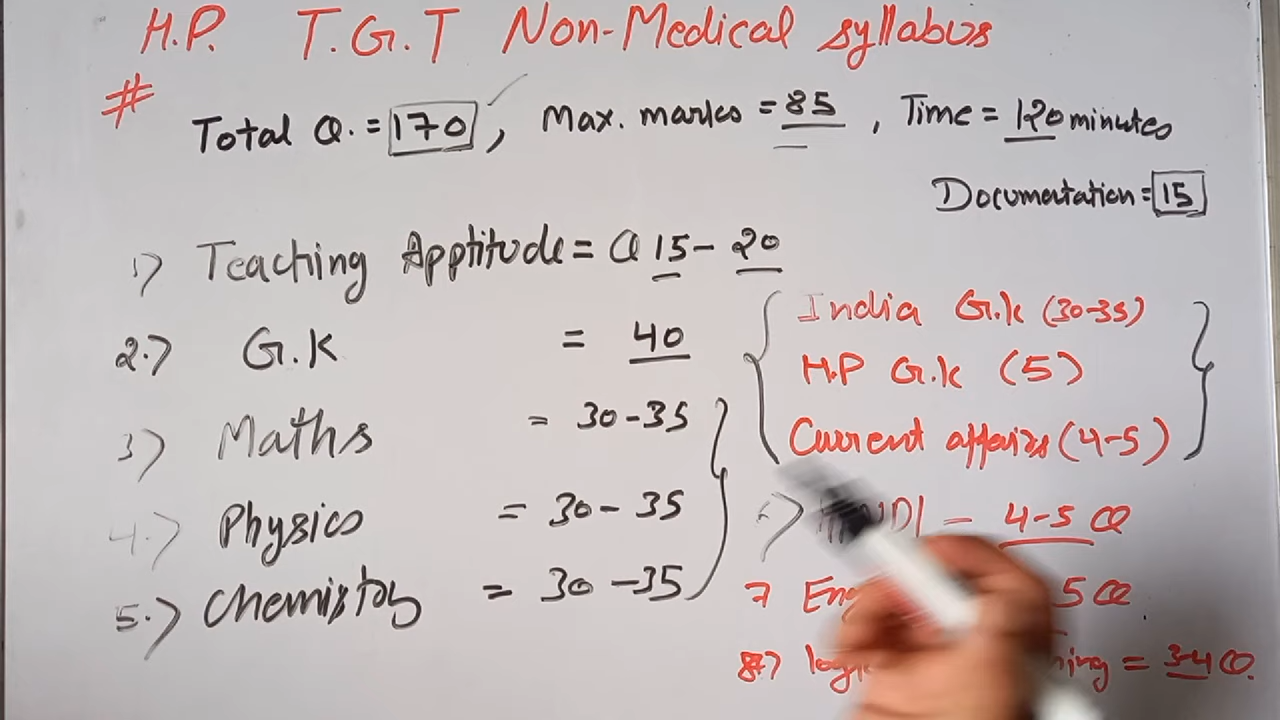 H.P. T.G.T Non-Medical syllabus
# Total Q. = 170, Max. marks = 85, Time = 120 minutes
Documentation = 15
1) Teaching Apptitude = Q 15 - 20
2.) G.K = 40
India G.k (30-35)
H.P G.k (5)
Current affairs (4-5)
3) Maths = 30-35
4.) Physics = 30-35
5.) Chemistry = 30-35
4-5 Q
7 5 Q
8) = 3-4 Q.